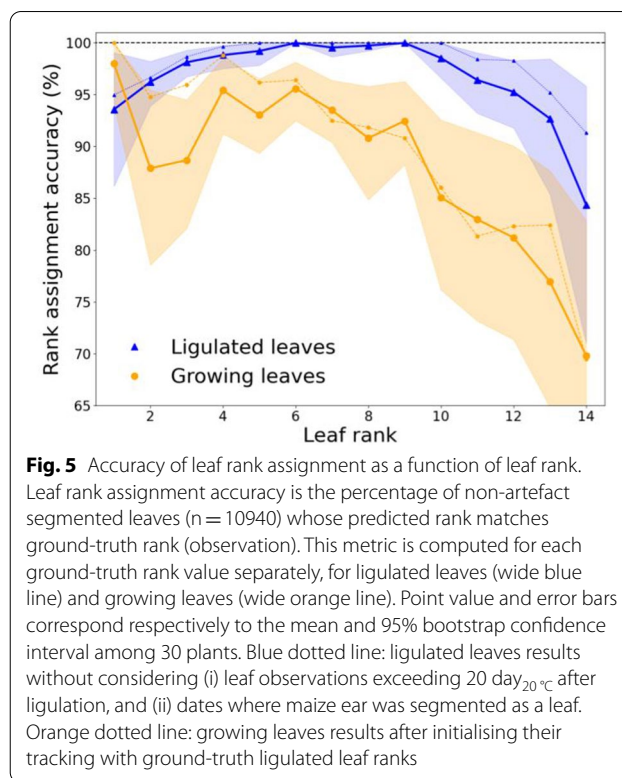 100
95
90
85
80
75
70
65
Rank assignment accuracy (%)
Ligulated leaves
Growing leaves
2 4 6 8 10 12 14
Leaf rank
Fig. 5 Accuracy of leaf rank assignment as a function of leaf rank.
Leaf rank assignment accuracy is the percentage of non-artefact
segmented leaves (n = 10940) whose predicted rank matches
ground-truth rank (observation). This metric is computed for each
ground-truth rank value separately, for ligulated leaves (wide blue
line) and growing leaves (wide orange line). Point value and error bars
correspond respectively to the mean and 95% bootstrap confidence
interval among 30 plants. Blue dotted line: ligulated leaves results
without considering (i) leaf observations exceeding 20 day20 °C after
ligulation, and (ii) dates where maize ear was segmented as a leaf.
Orange dotted line: growing leaves results after initialising their
tracking with ground-truth ligulated leaf ranks